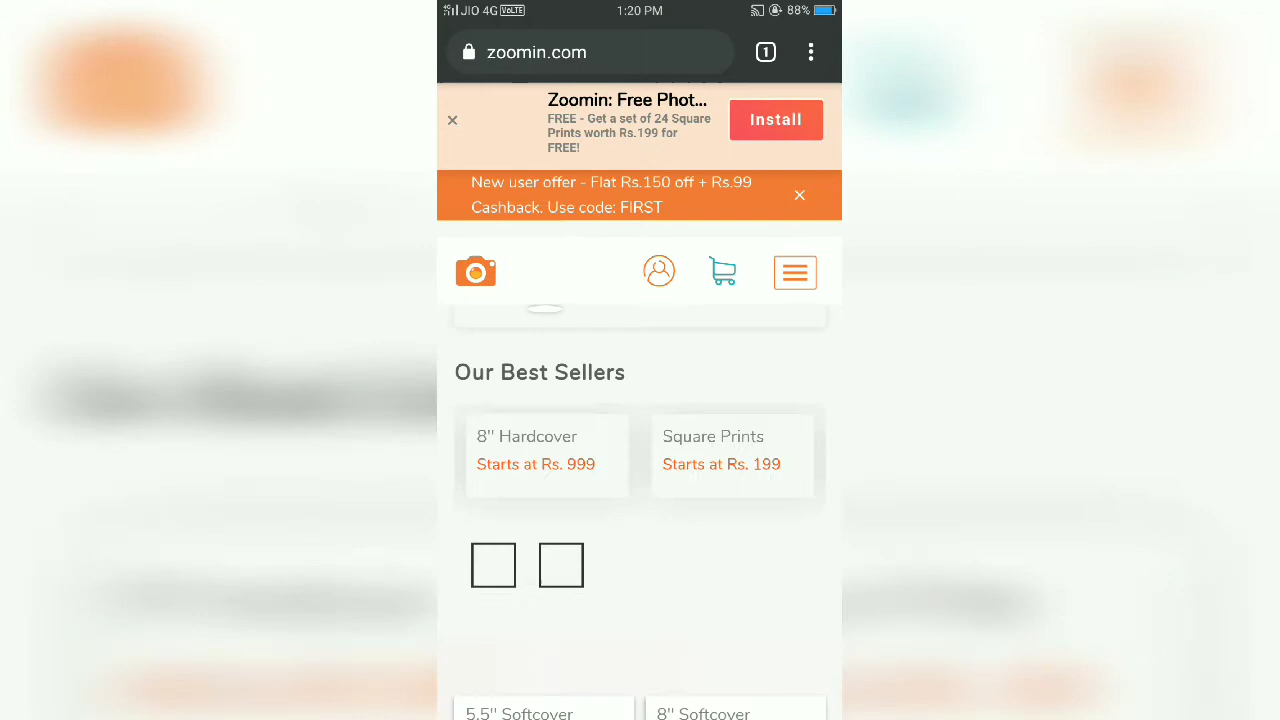 JIO 4G VoLTE
1:20 PM
88%
zoomin.com
1
Zoomin: Free Phot...
FREE - Get a set of 24 Square
Prints worth Rs.199 for
FREE!
Install
New user offer - Flat Rs.150 off + Rs.99
Cashback. Use code: FIRST
Our Best Sellers
8" Hardcover
Starts at Rs. 999
Square Prints
Starts at Rs. 199
5.5" Softcover
8" Softcover